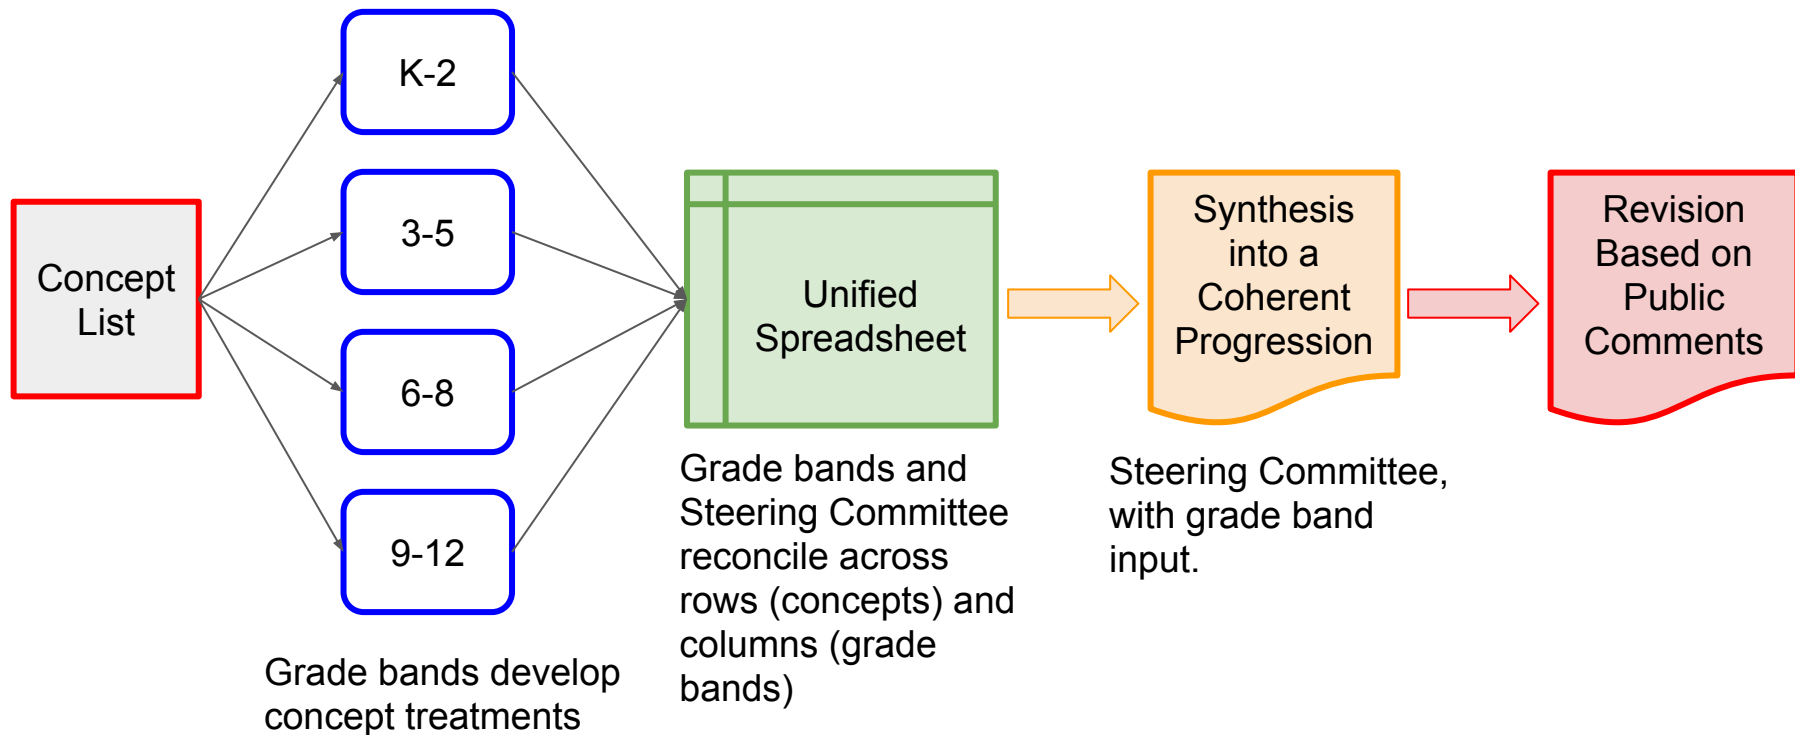 Concept
List
K-2
3-5
6-8
9-12
Grade bands develop
concept treatments
Unified
Spreadsheet
Grade bands and
Steering Committee
reconcile across
rows (concepts) and
columns (grade
bands)
Synthesis
into a
Coherent
Progression
Steering Committee,
with grade band
input.
Revision
Based on
Public
Comments